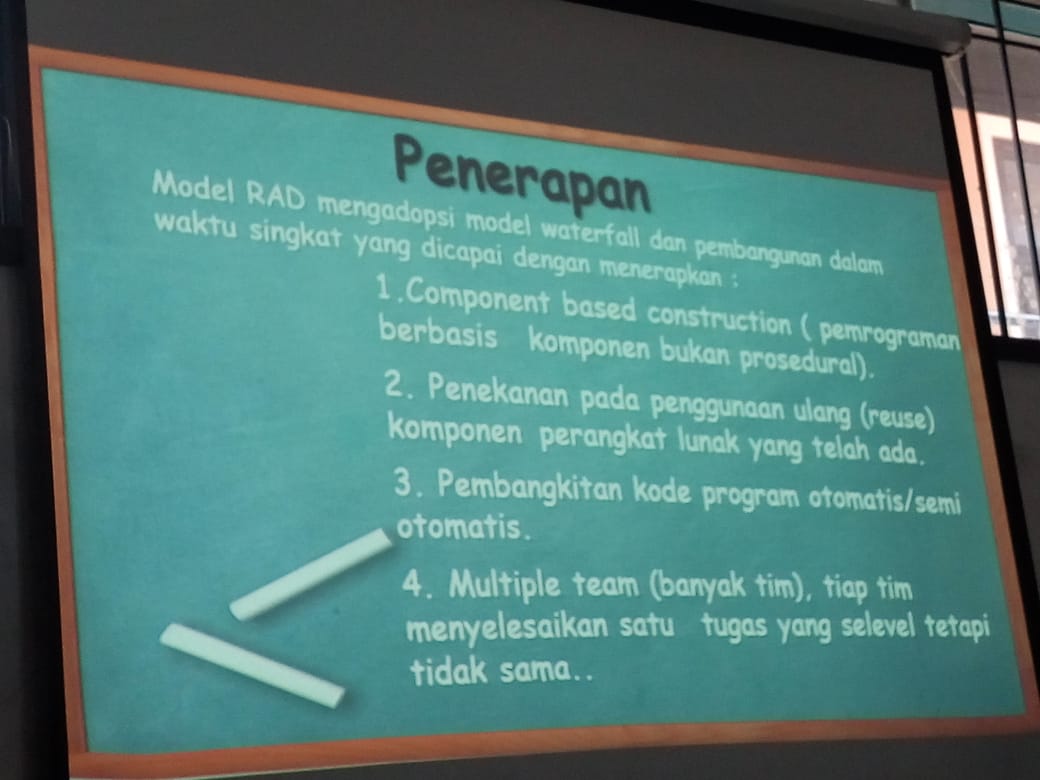 Penerapan
Model RAD mengadopsi model waterfall dan pembangunan dalam
waktu singkat yang dicapai dengan menerapkan :
1.Component based construction ( pemrograman
berbasis komponen bukan prosedural).
2. Penekanan pada penggunaan ulang (reuse)
komponen perangkat lunak yang telah ada.
3. Pembangkitan kode program otomatis/semi
otomatis.
4. Multiple team (banyak tim), tiap tim
menyelesaikan satu tugas yang selevel tetapi
tidak sama..